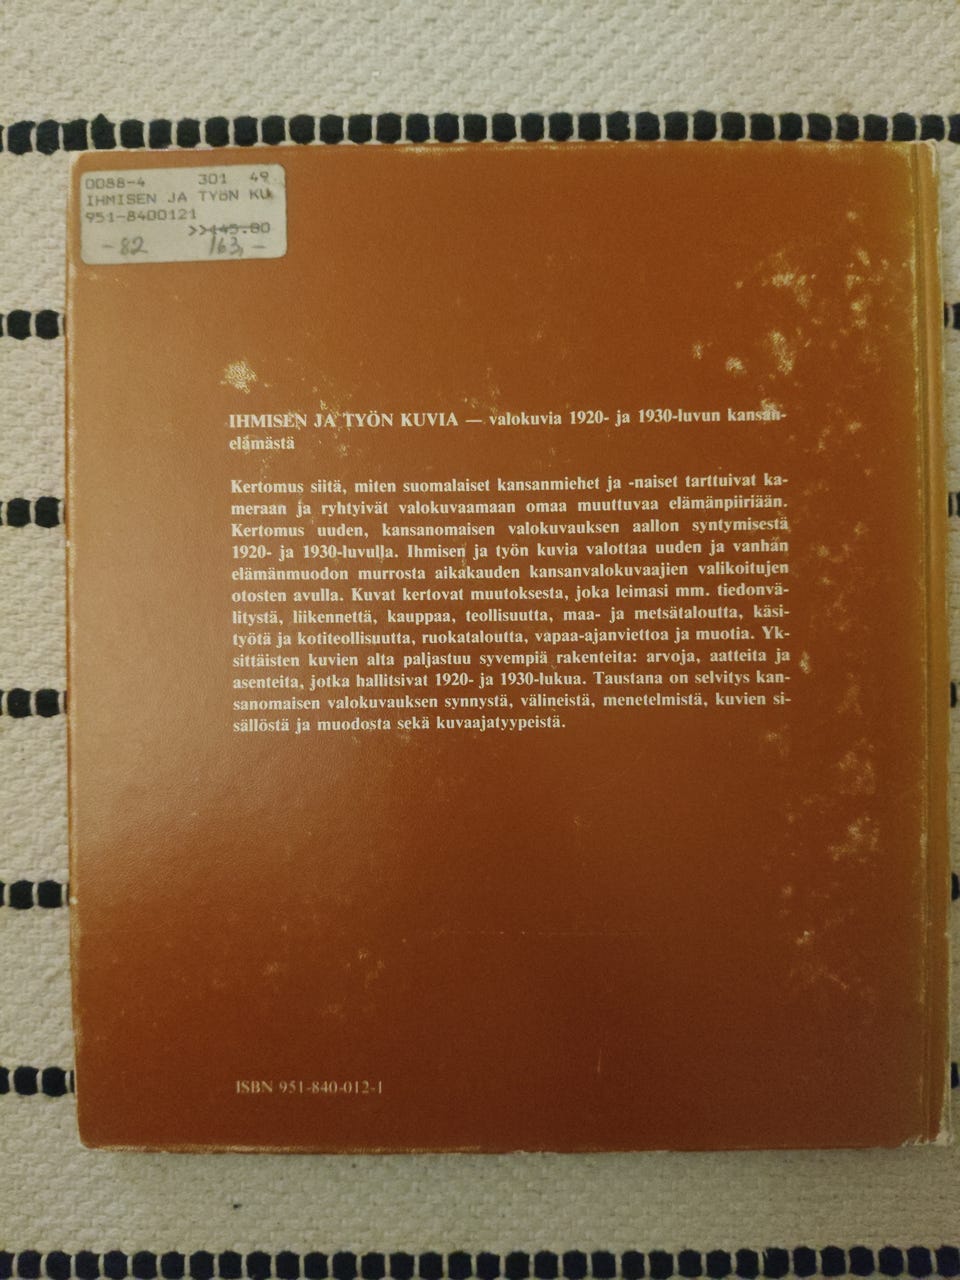 0088-4 301 49
IHMISEN JA TYÖN KU
951-8400121
>>145.80
-82 163,-
IHMISEN JA TYÖN KUVIA — valokuvia 1920- ja 1930-luvun kansan-
elämästä
Kertomus siitä, miten suomalaiset kansanmiehet ja -naiset tarttuivat ka-
meraan ja ryhtyivät valokuvaamaan omaa muuttuvaa elämänpiiriään.
Kertomus uuden, kansanomaisen valokuvauksen aallon syntymisestä
1920- ja 1930-luvulla. Ihmisen ja työn kuvia valottaa uuden ja vanhan
elämänmuodon murrosta aikakauden kansanvalokuvaajien valikoitujen
otosten avulla. Kuvat kertovat muutoksesta, joka leimasi mm. tiedonvä-
litystä, liikennettä, kauppaa, teollisuutta, maa- ja metsätaloutta, käsi-
työtä ja kotiteollisuutta, ruokataloutta, vapaa-ajanviettoa ja muotia. Yk-
sittäisten kuvien alta paljastuu syvempiä rakenteita: arvoja, aatteita ja
asenteita, jotka hallitsivat 1920- ja 1930-lukua. Taustana on selvitys kan-
sanomaisen valokuvauksen synnystä, välineistä, menetelmistä, kuvien si-
sällöstä ja muodosta sekä kuvaajatyypeistä.
ISBN 951-840-012-1